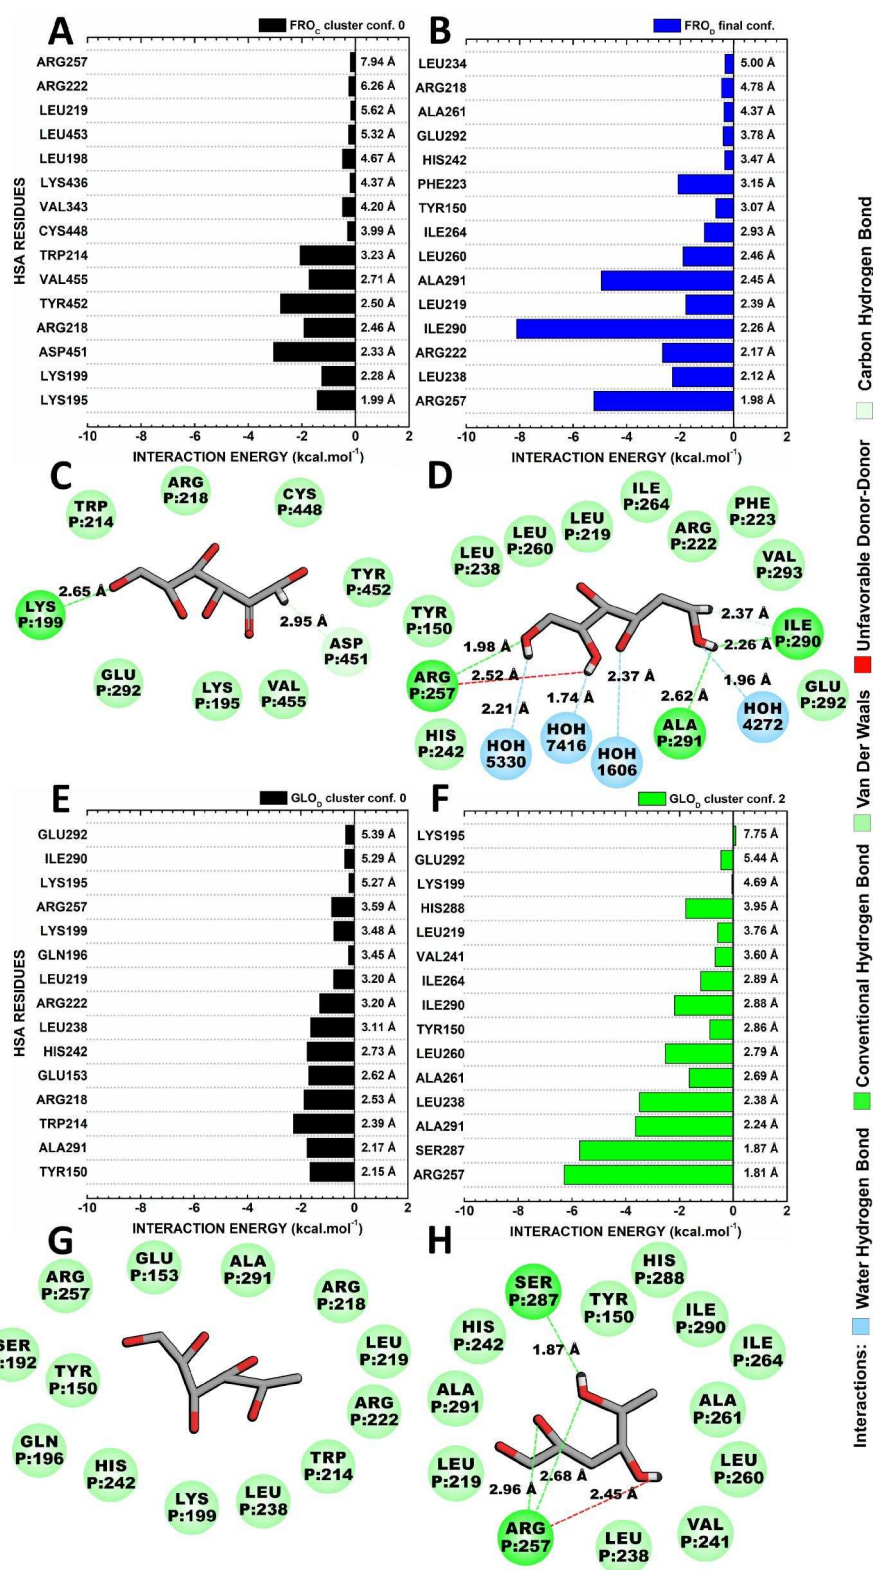 A
FROC cluster conf. 0
-10 -8 -6 -4 -2 0 2
HSA RESIDUES
ARG257 7.94 Å
ARG222 6.26 Å
LEU219 5.62 Å
LEU453 5.32 Å
LEU198 4.67 Å
LYS436 4.37 Å
VAL343 4.20 Å
CYS448 3.99 Å
TRP214 3.23 Å
VAL455 2.71 Å
TYR452 2.50 Å
ARG218 2.46 Å
ASP451 2.33 Å
LYS199 2.28 Å
LYS195 1.99 Å
-10 -8 -6 -4 -2 0 2
INTERACTION ENERGY (kcal.mol-1)
B
FROD final conf.
LEU234 5.00 Å
ARG218 4.78 Å
ALA261 4.37 Å
GLU292 3.78 Å
HIS242 3.47 Å
PHE223 3.15 Å
TYR150 3.07 Å
ILE264 2.93 Å
LEU260 2.46 Å
ALA291 2.45 Å
LEU219 2.39 Å
ILE290 2.26 Å
ARG222 2.17 Å
LEU238 2.12 Å
ARG257 1.98 Å
-10 -8 -6 -4 -2 0 2
INTERACTION ENERGY (kcal.mol-1)
C
TRP
P:214
ARG
P:218
CYS
P:448
LYS
P:199
2.65 Å
TYR
P:452
2.95 Å
ASP
P:451
GLU
P:292
LYS
P:195
VAL
P:455
D
ILE
P:264
PHE
P:223
LEU
P:219
ARG
P:222
LEU
P:260
LEU
P:238
VAL
P:293
TYR
P:150
2.37 Å
ILE
P:290
1.98 Å
2.26 Å
ARG
P:257
2.52 Å
2.37 Å
1.96 Å
GLU
P:292
1.74 Å
2.62 Å
2.21 Å
HIS
P:242
HOH
5330
HOH
7416
HOH
1606
ALA
P:291
HOH
4272
E
GLOD cluster conf. 0
HSA RESIDUES
GLU292 5.39 Å
ILE290 5.29 Å
LYS195 5.27 Å
ARG257 3.59 Å
LYS199 3.48 Å
GLN196 3.45 Å
LEU219 3.20 Å
ARG222 3.20 Å
LEU238 3.11 Å
HIS242 2.73 Å
GLU153 2.62 Å
ARG218 2.53 Å
TRP214 2.39 Å
ALA291 2.17 Å
TYR150 2.15 Å
-10 -8 -6 -4 -2 0 2
INTERACTION ENERGY (kcal.mol-1)
F
GLOD cluster conf. 2
LYS195 7.75 Å
GLU292 5.44 Å
LYS199 4.69 Å
HIS288 3.95 Å
LEU219 3.76 Å
VAL241 3.60 Å
ILE264 2.89 Å
ILE290 2.88 Å
TYR150 2.86 Å
LEU260 2.79 Å
ALA261 2.69 Å
LEU238 2.38 Å
ALA291 2.24 Å
SER287 1.87 Å
ARG257 1.81 Å
-10 -8 -6 -4 -2 0 2
INTERACTION ENERGY (kcal.mol-1)
G
GLU
P:153
ALA
P:291
ARG
P:257
ARG
P:218
SER
P:192
TYR
P:150
LEU
P:219
ARG
P:222
GLN
P:196
HIS
P:242
TRP
P:214
LYS
P:199
LEU
P:238
H
SER
P:287
HIS
P:288
TYR
P:150
ILE
P:290
HIS
P:242
ILE
P:264
1.87 Å
ALA
P:291
ALA
P:261
LEU
P:219
LEU
P:260
2.96 Å
2.68 Å
2.45 Å
ARG
P:257
LEU
P:238
VAL
P:241
Interactions: Water Hydrogen Bond Conventional Hydrogen Bond Van Der Waals Unfavorable Donor-Donor Carbon Hydrogen Bond